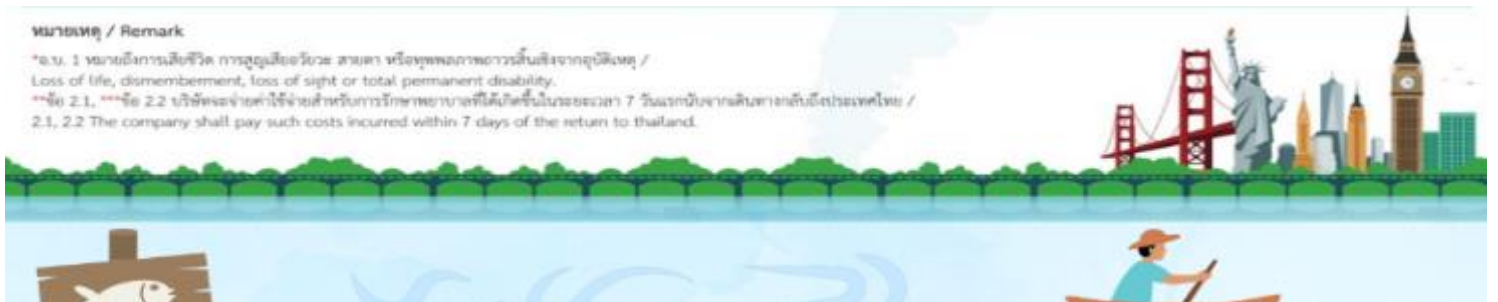 หมายเหตุ / Remark
*อ.บ. 1 หมายถึงการเสียชีวิต การสูญเสียอวัยวะ สายตา หรือทุพพลภาพถาวรสิ้นเชิงจากอุบัติเหตุ /
Loss of life, dismemberment, loss of sight or total permanent disability.
**ข้อ 2.1, ***ข้อ 2.2 บริษัทจะจ่ายค่าใช้จ่ายสำหรับการรักษาพยาบาลที่ได้เกิดขึ้นในระยะเวลา 7 วันแรกนับจากเดินทางกลับถึงประเทศไทย /
2.1, 2.2 The company shall pay such costs incurred within 7 days of the return to thailand.